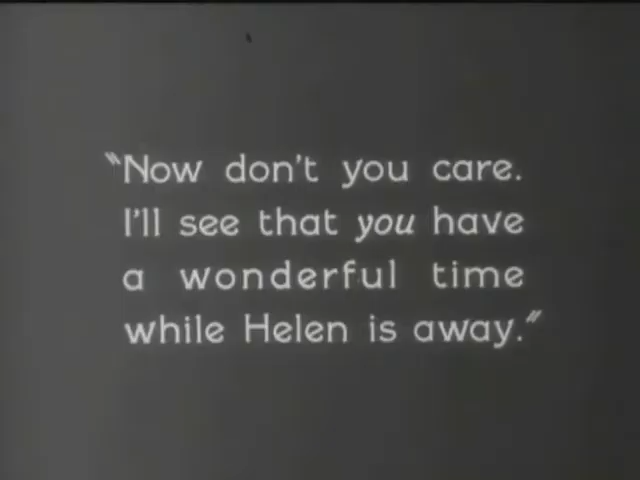 "Now don't you care.
I'll see that you have
a wonderful time
while Helen is away."